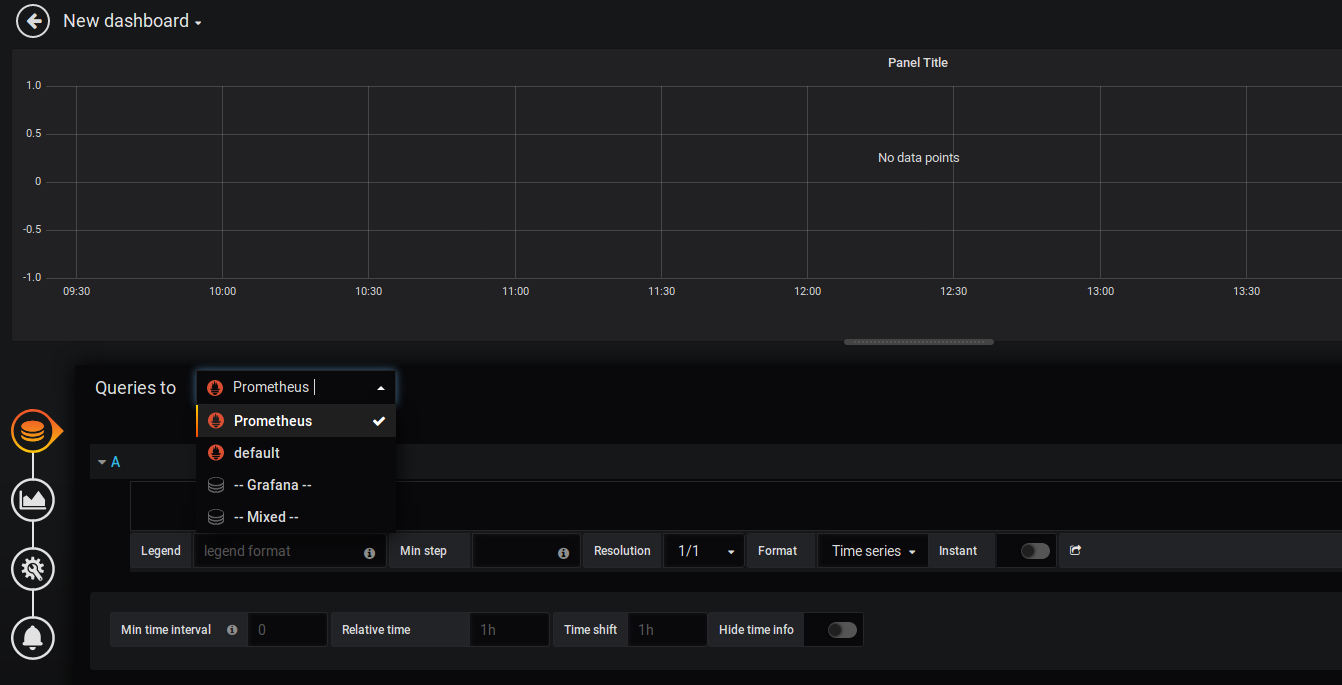 New dashboard
Panel Title
1.0
0.5
No data points
0
-0.5
-1.0
09:30 10:00 10:30 11:00 11:30 12:00 12:30 13:00 13:30
Queries to Prometheus
Prometheus
default
A
-- Grafana --
-- Mixed --
Legend legend format Min step Resolution 1/1 Format Time series Instant
Min time interval 0 Relative time 1h Time shift 1h Hide time info